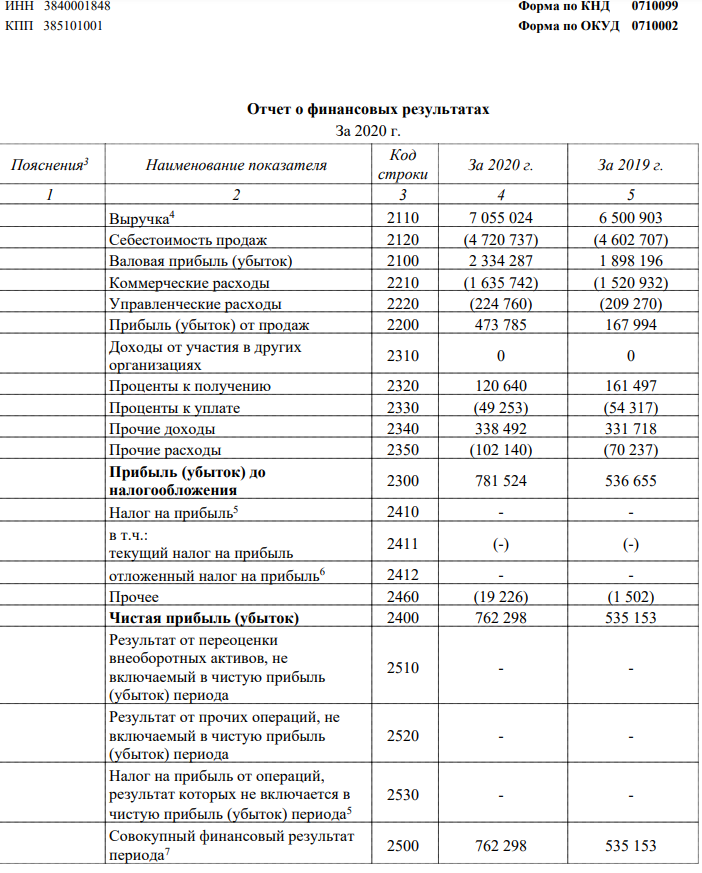 ИНН 3840001848 Форма по КНД 0710099
КПП 385101001 Форма по ОКУД 0710002
Отчет о финансовых результатах
За 2020 г.
Пояснения³ Наименование показателя Код строки За 2020 г. За 2019 г.
1 2 3 4 5
Выручка⁴ 2110 7 055 024 6 500 903
Себестоимость продаж 2120 (4 720 737) (4 602 707)
Валовая прибыль (убыток) 2100 2 334 287 1 898 196
Коммерческие расходы 2210 (1 635 742) (1 520 932)
Управленческие расходы 2220 (224 760) (209 270)
Прибыль (убыток) от продаж 2200 473 785 167 994
Доходы от участия в других
организациях 2310 0 0
Проценты к получению 2320 120 640 161 497
Проценты к уплате 2330 (49 253) (54 317)
Прочие доходы 2340 338 492 331 718
Прочие расходы 2350 (102 140) (70 237)
Прибыль (убыток) до
налогообложения 2300 781 524 536 655
Налог на прибыль⁵ 2410 - -
в т.ч.:
текущий налог на прибыль 2411 (-) (-)
отложенный налог на прибыль⁶ 2412 - -
Прочее 2460 (19 226) (1 502)
Чистая прибыль (убыток) 2400 762 298 535 153
Результат от переоценки
внеоборотных активов, не
включаемый в чистую прибыль
(убыток) периода 2510 - -
Результат от прочих операций, не
включаемый в чистую прибыль
(убыток) периода 2520 - -
Налог на прибыль от операций,
результат которых не включается в
чистую прибыль (убыток) периода⁵ 2530 - -
Совокупный финансовый результат
периода⁷ 2500 762 298 535 153